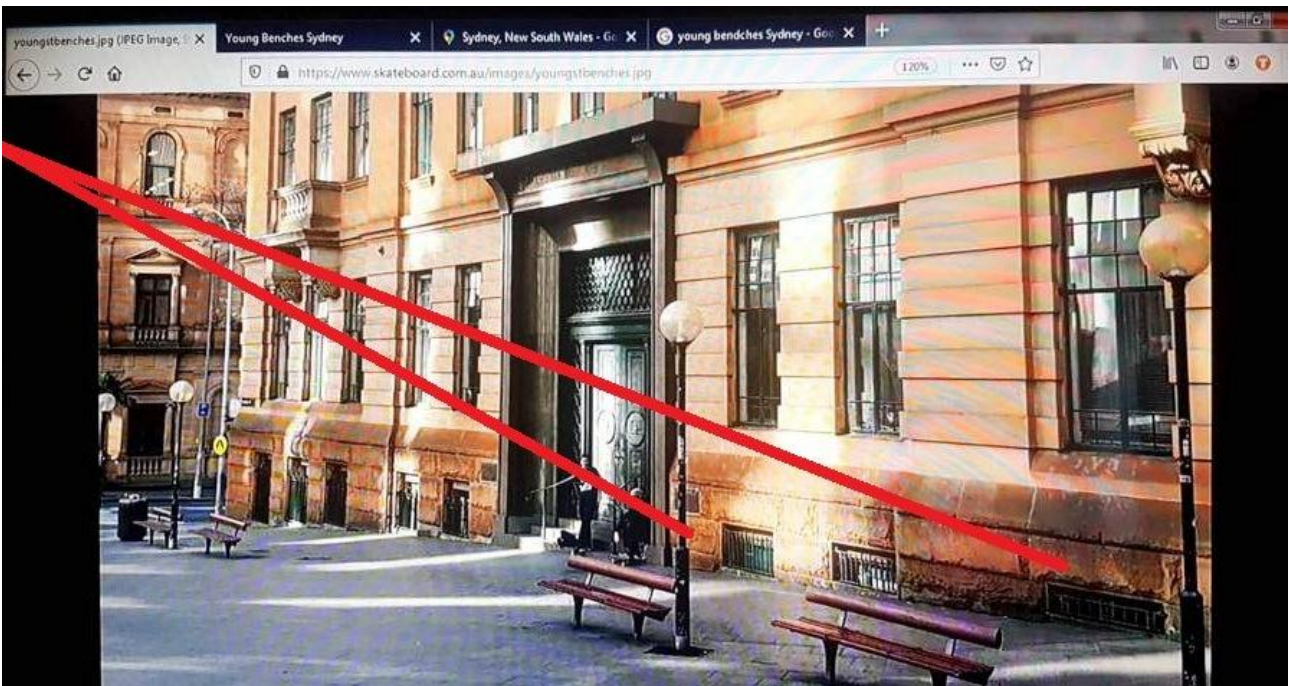 youngstbenches.jpg (JPEG Image,
Young Benches Sydney
Sydney, New South Wales - Go
young bendches Sydney - Goo
https://www.skateboard.com.au/images/youngstbenches.jpg
120%